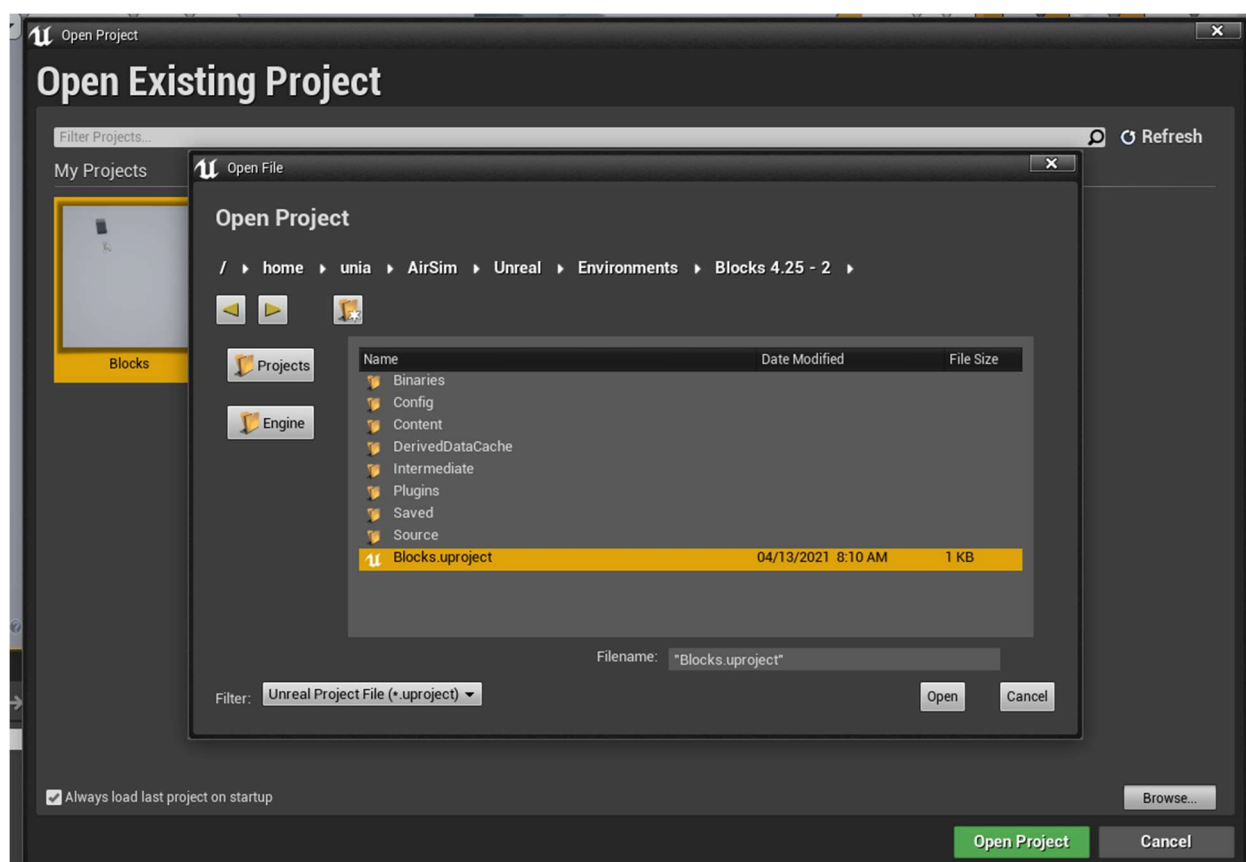 Open Project
Open Existing Project
Filter Projects...
Refresh
My Projects
Blocks
Open File
Open Project
/ home unia AirSim Unreal Environments Blocks 4.25 - 2
Projects
Engine
Name Date Modified File Size
Binaries
Config
Content
DerivedDataCache
Intermediate
Plugins
Saved
Source
Blocks.uproject 04/13/2021 8:10 AM 1 KB
Filename: "Blocks.uproject"
Filter: Unreal Project File (*.uproject)
Open Cancel
Always load last project on startup
Browse...
Open Project Cancel